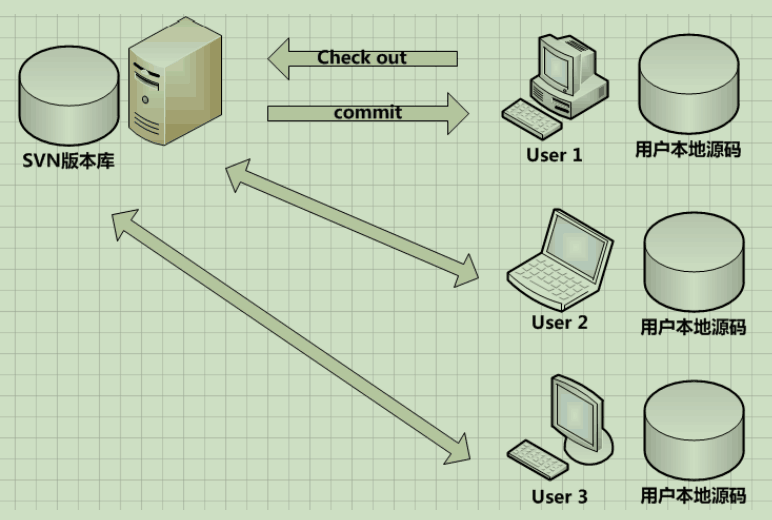 Check out
commit
SVN版本库
User 1
用户本地源码
User 2
用户本地源码
User 3
用户本地源码